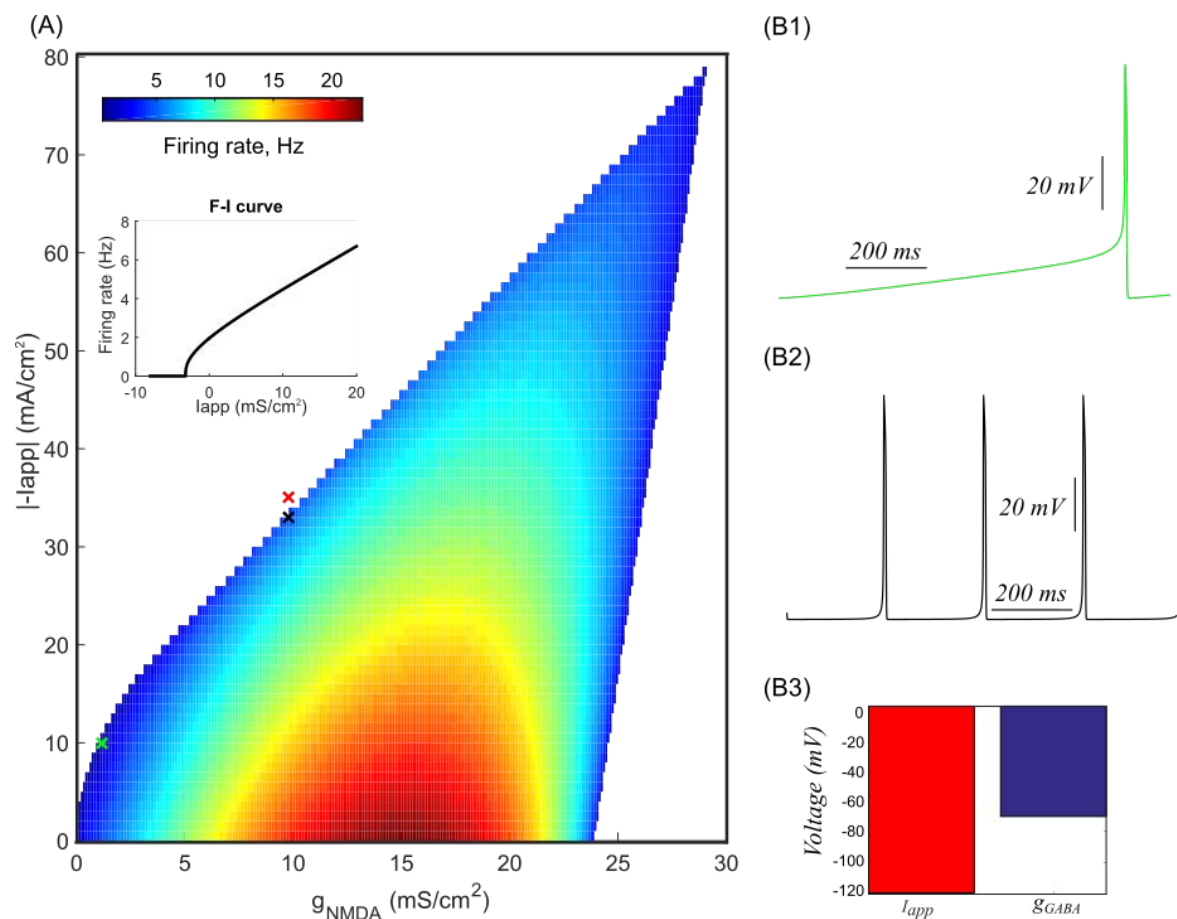 (A)
80
70
60
50
40
30
20
10
0
|-Iapp| (mA/cm²)
5 10 15 20
Firing rate, Hz
F-I curve
8
6
4
2
0
Firing rate (Hz)
-10 0 10 20
Iapp (mS/cm²)
0 5 10 15 20 25 30
gNMDA (mS/cm²)
(B1)
20 mV
200 ms
(B2)
20 mV
200 ms
(B3)
0
-20
-40
-60
-80
-100
-120
Voltage (mV)
Iapp gGABA